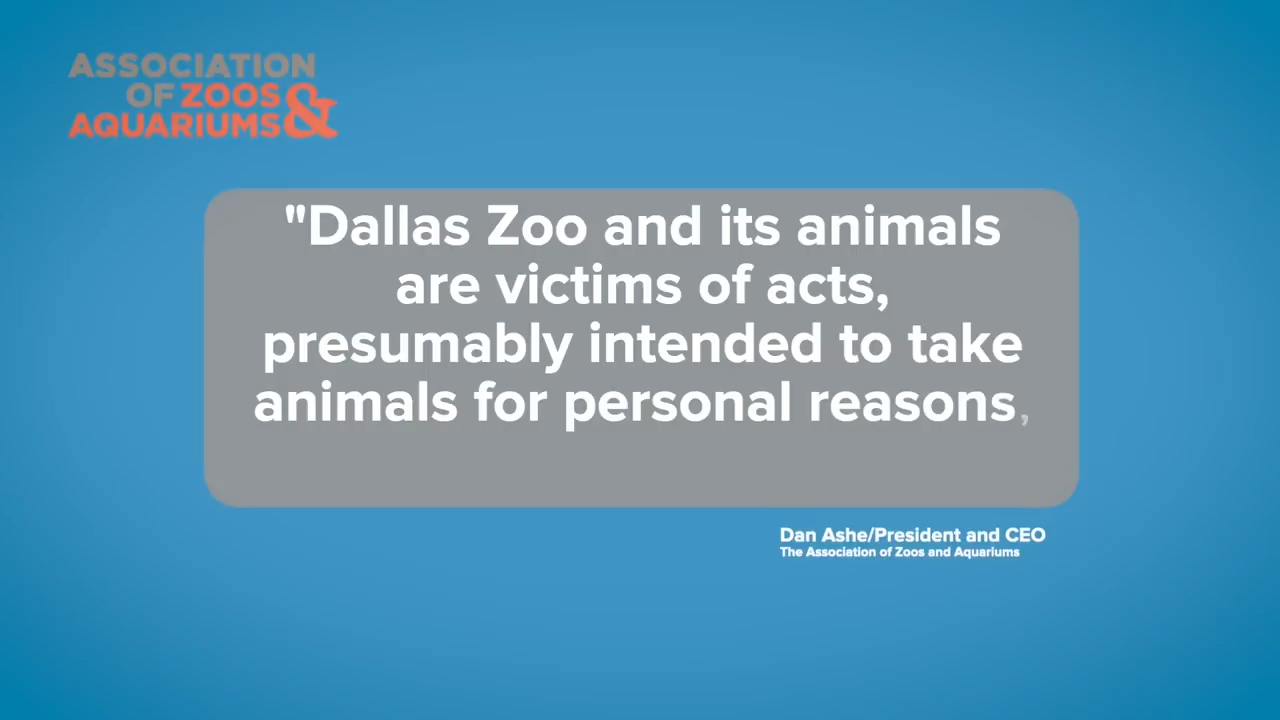 ASSOCIATION
OF ZOOS &
AQUARIUMS
"Dallas Zoo and its animals
are victims of acts,
presumably intended to take
animals for personal reasons,
Dan Ashe/President and CEO
The Association of Zoos and Aquariums